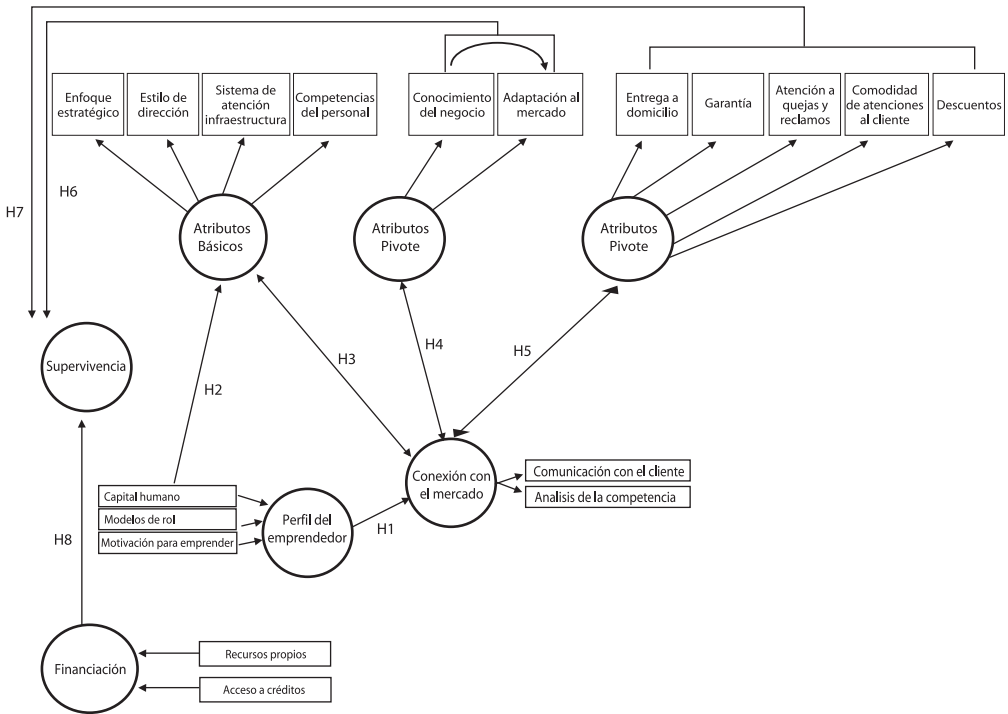 Enfoque
estratégico
Estilo de
dirección
Sistema de
atención
infraestructura
Competencias
del personal
Conocimiento
del negocio
Adaptación al
mercado
Entrega a
domicilio
Garantía
Atención a
quejas y
reclamos
Comodidad
de atenciones
al cliente
Descuentos
H7
H6
Atributos
Básicos
Atributos
Pivote
Atributos
Pivote
Supervivencia
H2
H3
H4
H5
Conexión con
el mercado
Comunicación con el cliente
Analisis de la competencia
Capital humano
Modelos de rol
Motivación para emprender
Perfil del
emprendedor
H1
H8
Financiación
Recursos propios
Acceso a créditos